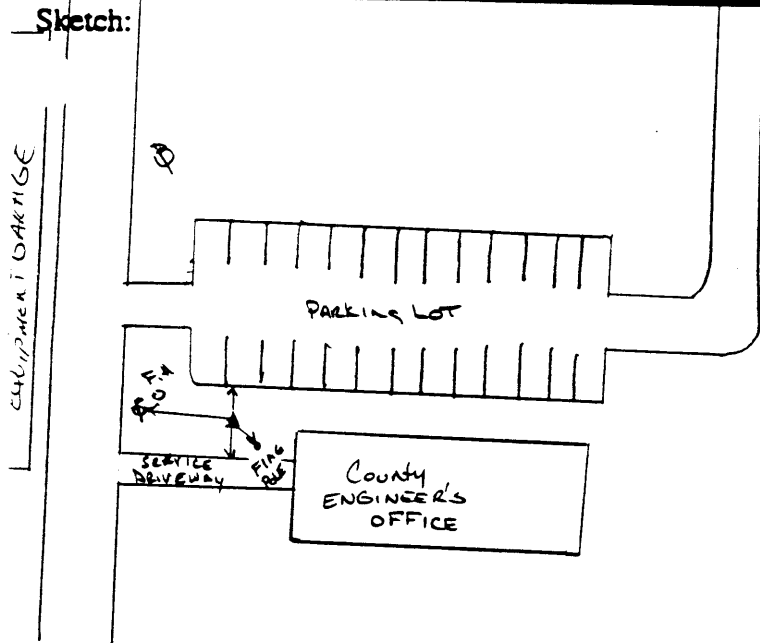 Sketch:
EQUIPMENT GARAGE
PARKING LOT
SERVICE
DRIVEWAY
FLAG
POLE
COUNTY
ENGINEER'S
OFFICE